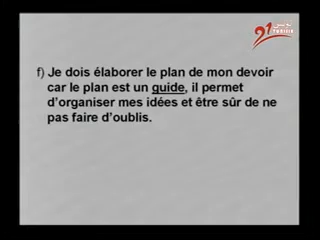 f) Je dois élaborer le plan de mon devoir
car le plan est un guide, il permet
d'organiser mes idées et être sûr de ne
pas faire d'oublis.